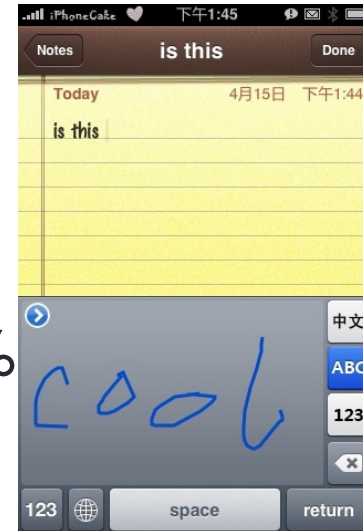 iPhoneCake 下午1:45
Notes is this Done
Today 4月15日 下午1:44
is this
cool
中文
ABC
123
123 space return